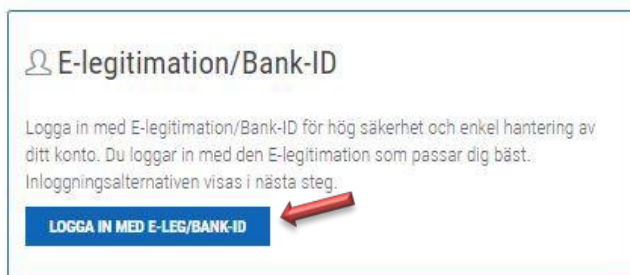 E-legitimation/Bank-ID
Logga in med E-legitimation/Bank-ID för hög säkerhet och enkel hantering av
ditt konto. Du loggar in med den E-legitimation som passar dig bäst.
Inloggningsalternativen visas i nästa steg.
LOGGA IN MED E-LEG/BANK-ID